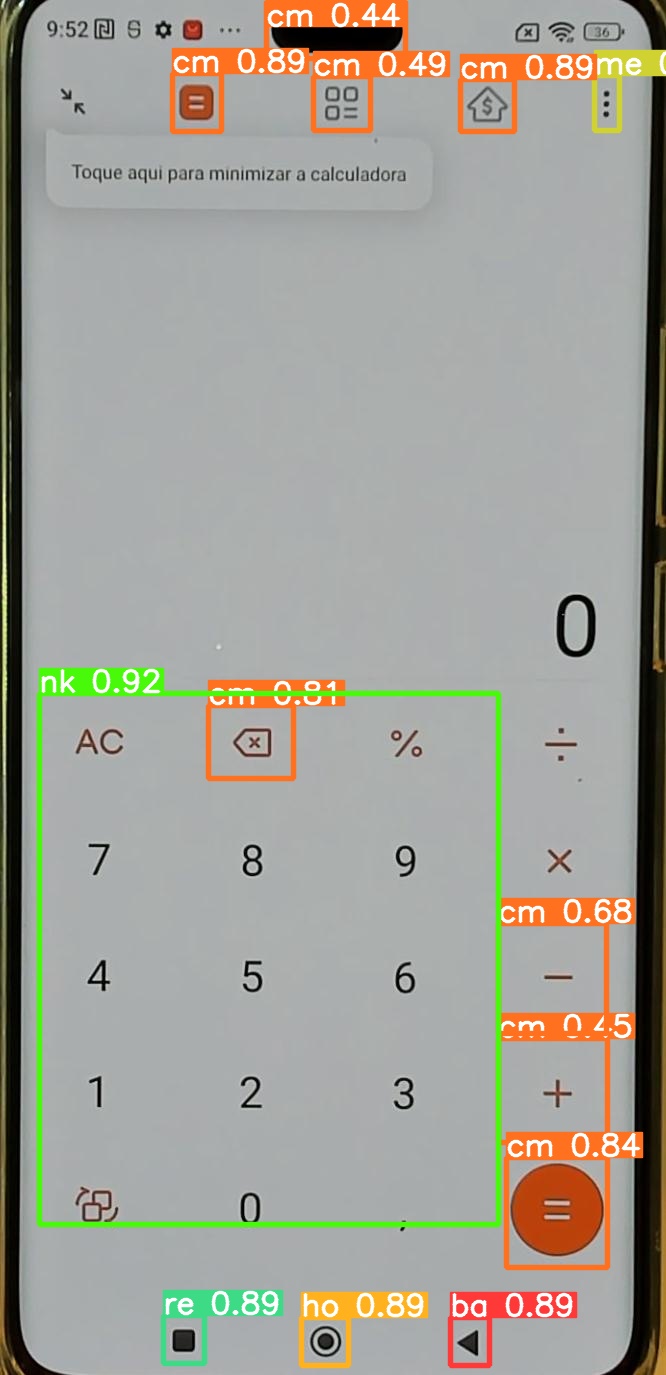 9:52 36
cm 0.44
cm 0.89 cm 0.49 cm 0.89 me
Toque aqui para minimizar a calculadora
0
nk 0.92 cm 0.81
AC % ÷
7 8 9 ×
cm 0.68
4 5 6 −
cm 0.45
1 2 3 +
cm 0.84
0 , =
re 0.89 ho 0.89 ba 0.89